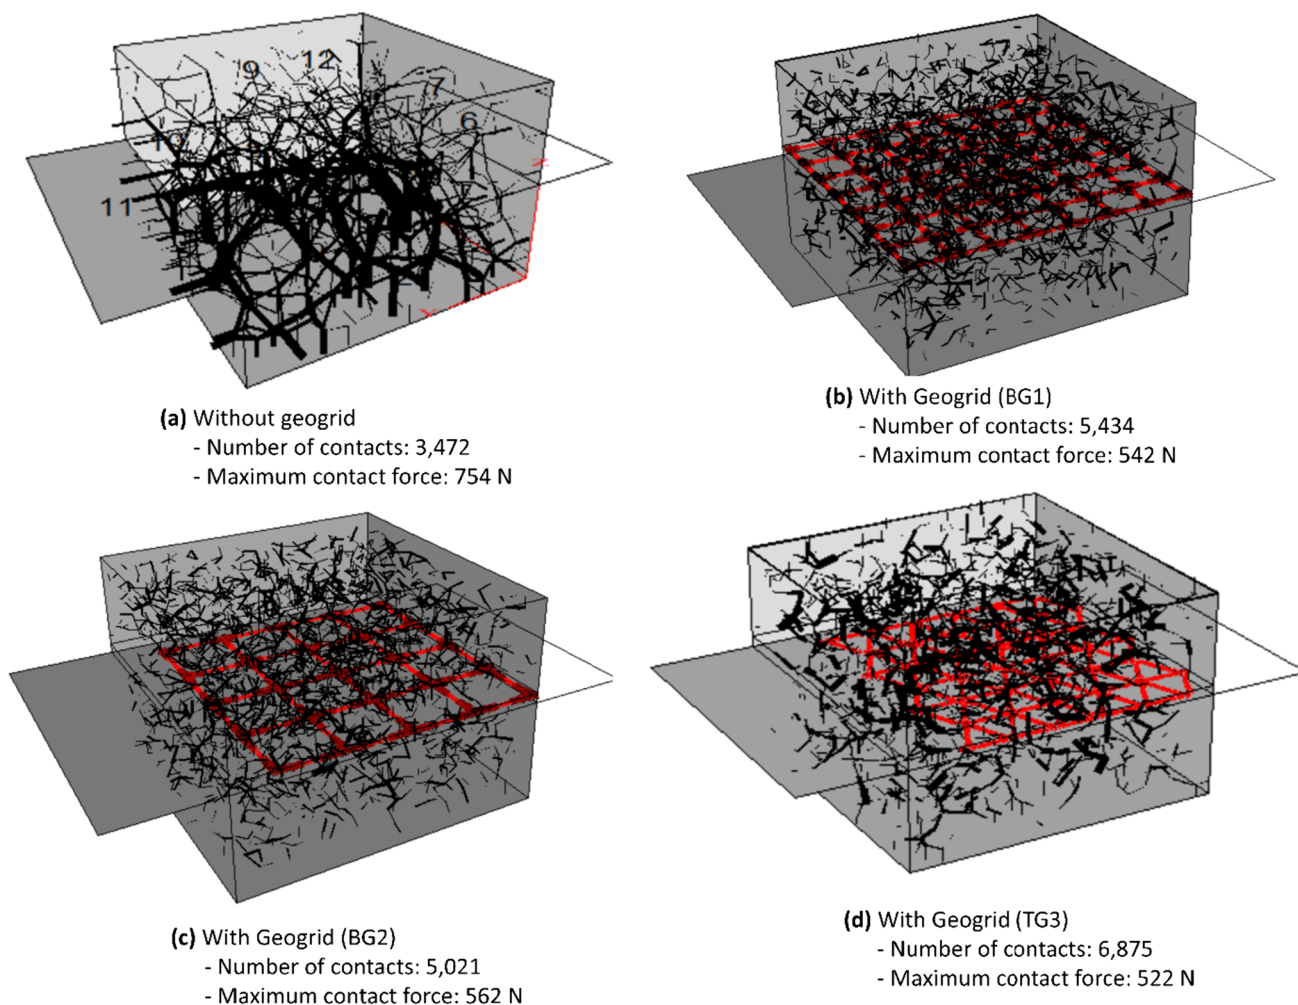 9
12
7
6
10
11
(a) Without geogrid
- Number of contacts: 3,472
- Maximum contact force: 754 N
(b) With Geogrid (BG1)
- Number of contacts: 5,434
- Maximum contact force: 542 N
(c) With Geogrid (BG2)
- Number of contacts: 5,021
- Maximum contact force: 562 N
(d) With Geogrid (TG3)
- Number of contacts: 6,875
- Maximum contact force: 522 N